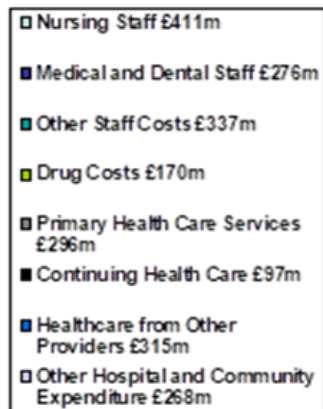 Nursing Staff £411m
Medical and Dental Staff £276m
Other Staff Costs £337m
Drug Costs £170m
Primary Health Care Services
£296m
Continuing Health Care £97m
Healthcare from Other
Providers £315m
Other Hospital and Community
Expenditure £268m